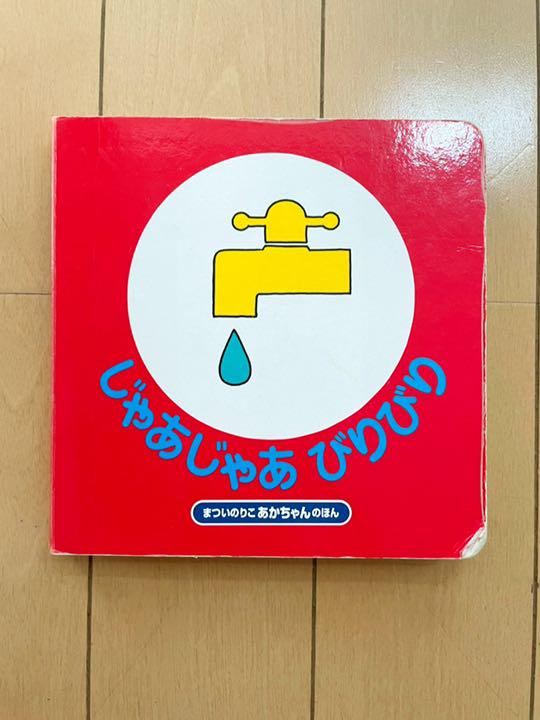 じゃあじゃあ びりびり
まついのりこ あかちゃんのほん